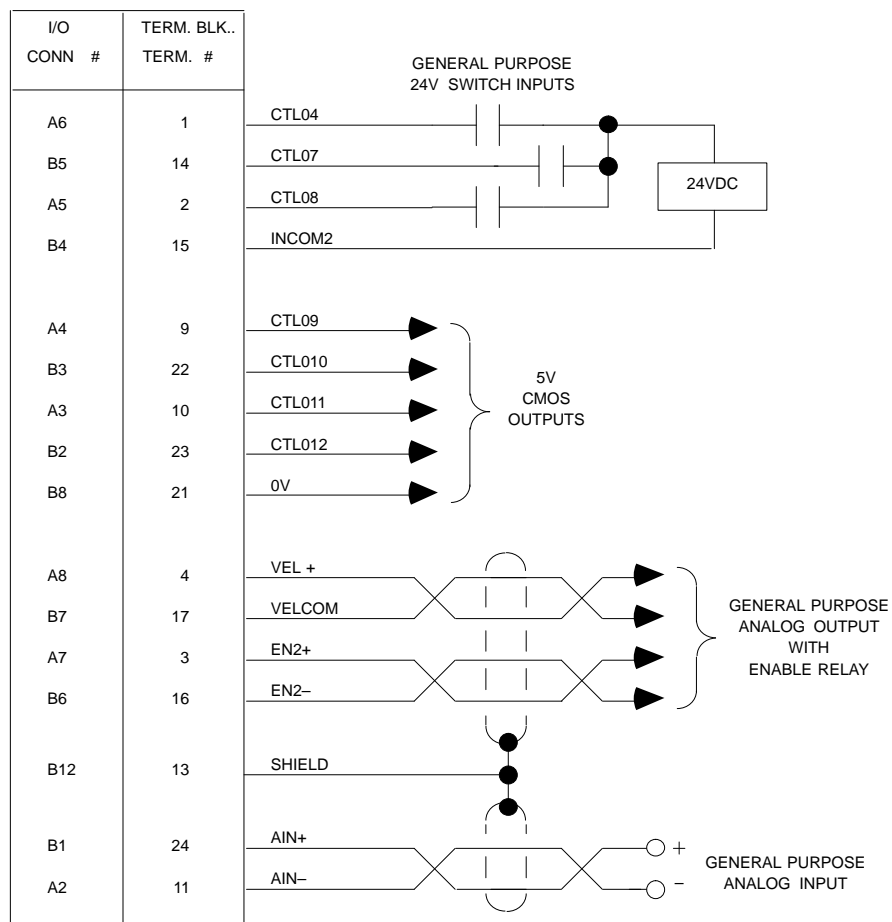 I/O TERM. BLK..
CONN # TERM. #
GENERAL PURPOSE
24V SWITCH INPUTS
A6 1 CTL04
B5 14 CTL07
24VDC
A5 2 CTL08
B4 15 INCOM2
A4 9 CTL09
B3 22 CTL010
5V
CMOS
OUTPUTS
A3 10 CTL011
B2 23 CTL012
B8 21 0V
A8 4 VEL +
B7 17 VELCOM
GENERAL PURPOSE
ANALOG OUTPUT
WITH
ENABLE RELAY
A7 3 EN2+
B6 16 EN2–
B12 13 SHIELD
B1 24 AIN+ +
A2 11 AIN– –
GENERAL PURPOSE
ANALOG INPUT